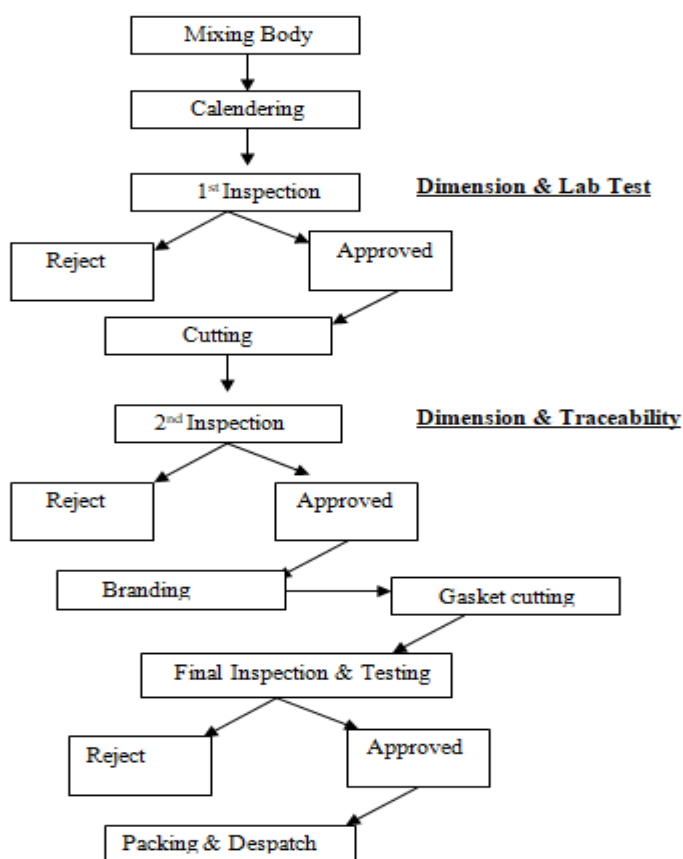 Mixing Body
Calendering
1st Inspection
Dimension & Lab Test
Reject
Approved
Cutting
2nd Inspection
Dimension & Traceability
Reject
Approved
Branding
Gasket cutting
Final Inspection & Testing
Reject
Approved
Packing & Despatch